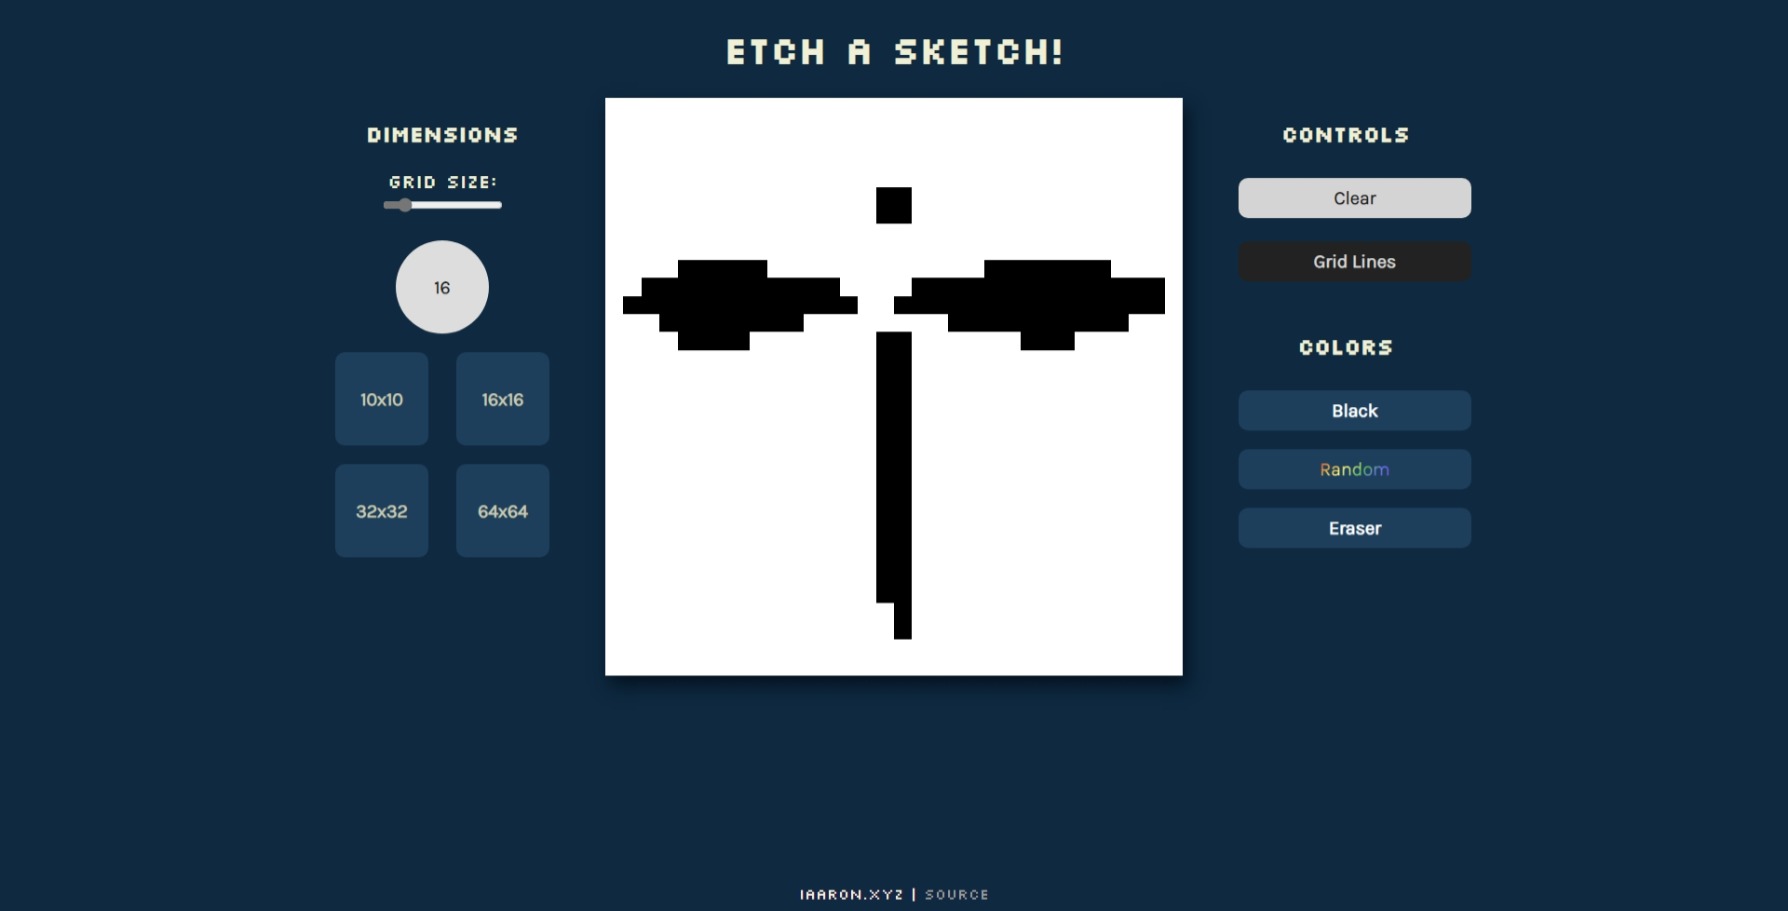 ETCH A SKETCH!
DIMENSIONS
GRID SIZE:
16
10x10
16x16
32x32
64x64
CONTROLS
Clear
Grid Lines
COLORS
Black
Random
Eraser
IAARON.XYZ | SOURCE